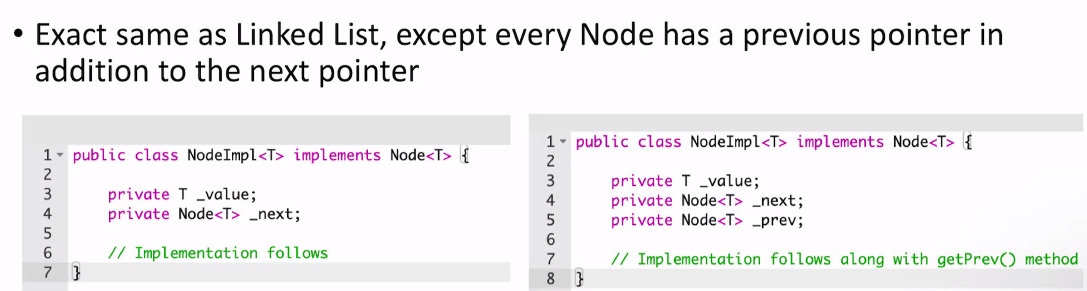 • Exact same as Linked List, except every Node has a previous pointer in
addition to the next pointer
1 public class NodeImpl<T> implements Node<T> {
2
3 private T _value;
4 private Node<T> _next;
5
6 // Implementation follows
7 }
1 public class NodeImpl<T> implements Node<T> {
2
3 private T _value;
4 private Node<T> _next;
5 private Node<T> _prev;
6
7 // Implementation follows along with getPrev() method
8 }